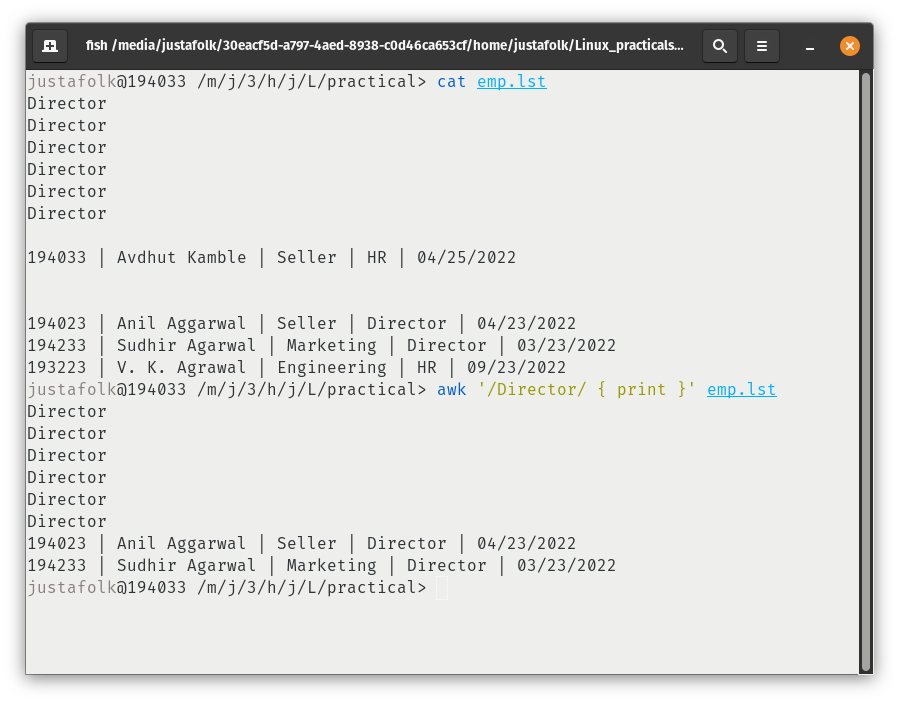 fish /media/justafolk/30eacf5d-a797-4aed-8938-c0d46ca653cf/home/justafolk/Linux_practicals...
justafolk@194033 /m/j/3/h/j/L/practical> cat emp.lst
Director
Director
Director
Director
Director
Director
194033 | Avdhut Kamble | Seller | HR | 04/25/2022
194023 | Anil Aggarwal | Seller | Director | 04/23/2022
194233 | Sudhir Agarwal | Marketing | Director | 03/23/2022
193223 | V. K. Agrawal | Engineering | HR | 09/23/2022
justafolk@194033 /m/j/3/h/j/L/practical> awk '/Director/ { print }' emp.lst
Director
Director
Director
Director
Director
Director
194023 | Anil Aggarwal | Seller | Director | 04/23/2022
194233 | Sudhir Agarwal | Marketing | Director | 03/23/2022
justafolk@194033 /m/j/3/h/j/L/practical>